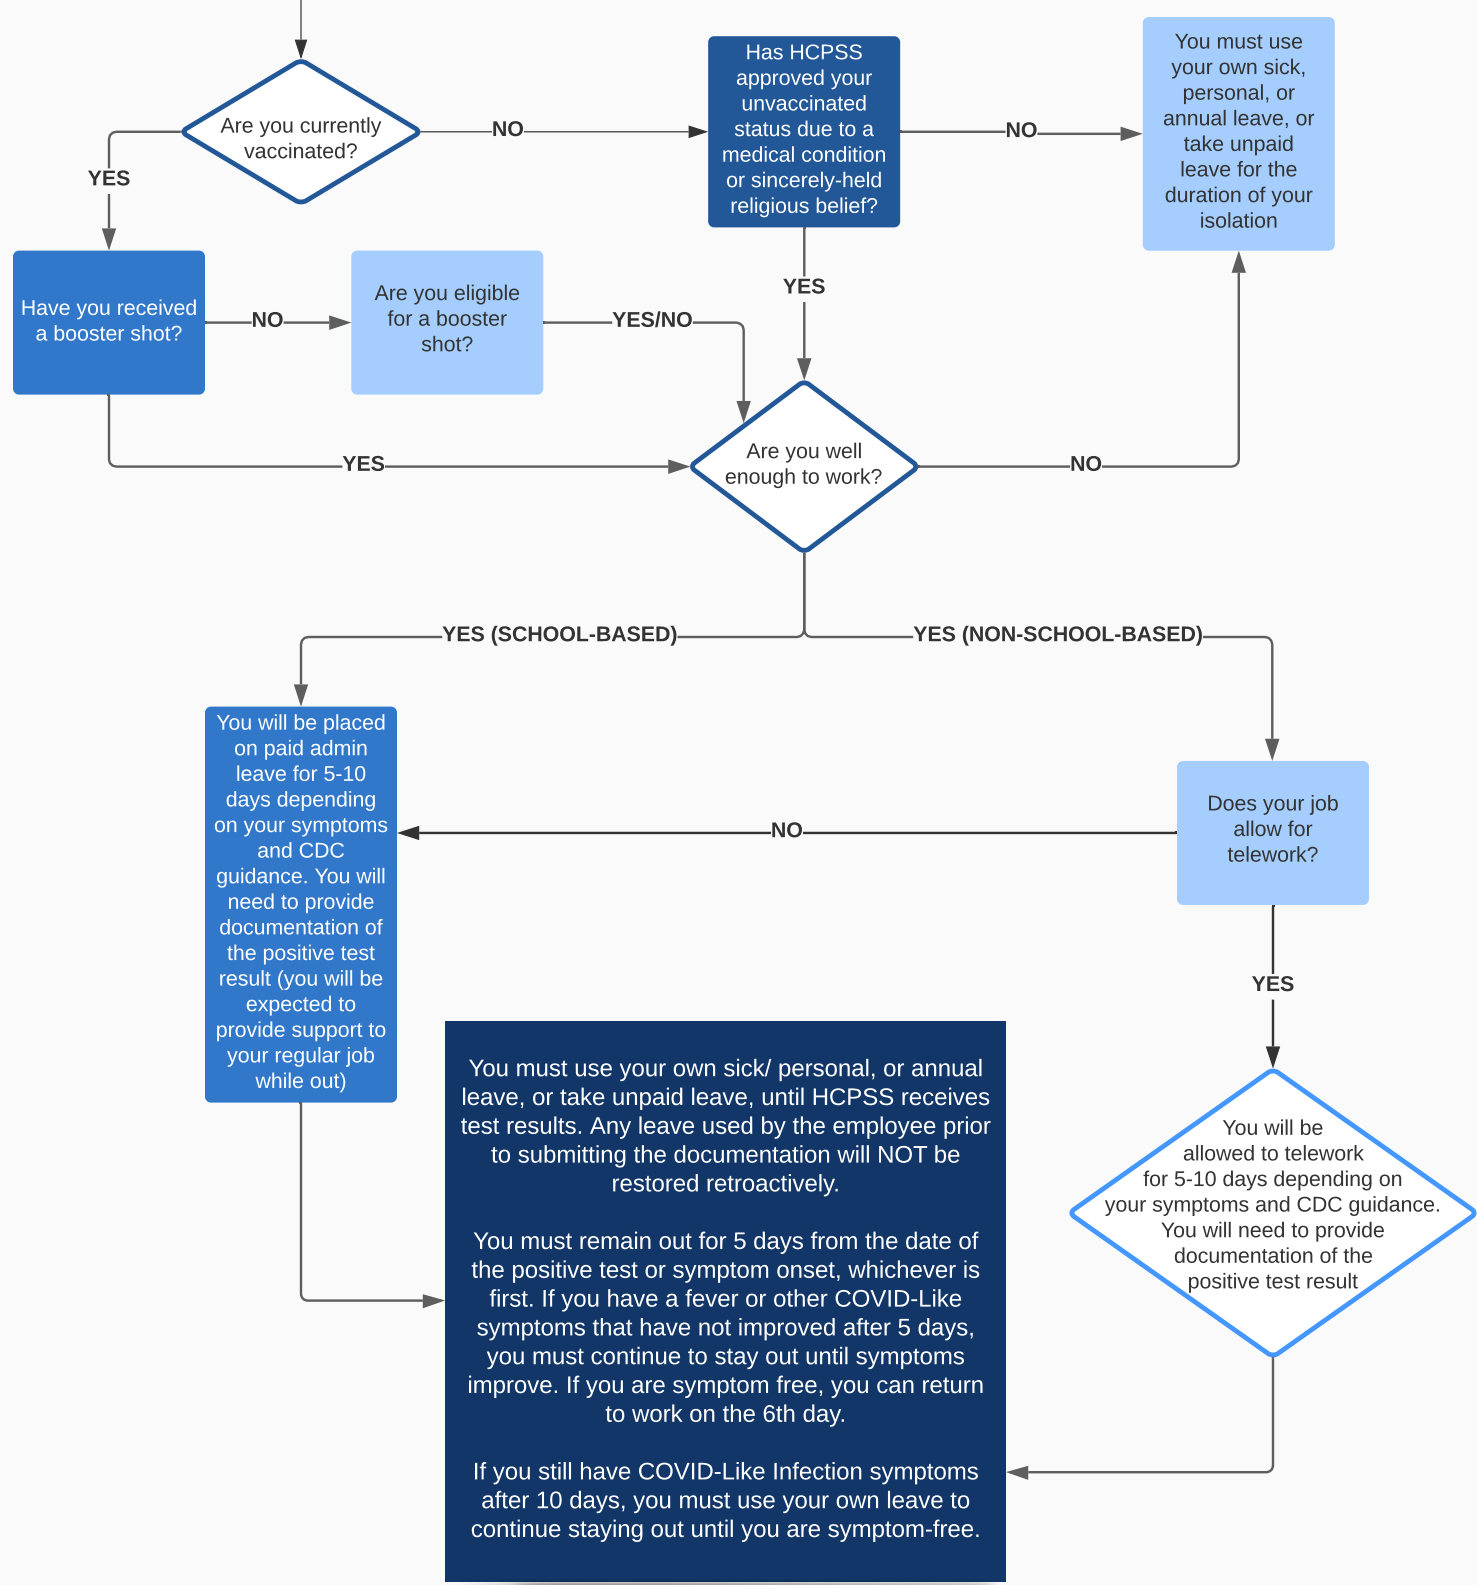 Are you currently
vaccinated?
NO
Has HCPSS
approved your
unvaccinated
status due to a
medical condition
or sincerely-held
religious belief?
NO
You must use
your own sick,
personal, or
annual leave, or
take unpaid
leave for the
duration of your
isolation
YES
YES
Have you received
a booster shot?
NO
Are you eligible
for a booster
shot?
YES/NO
YES
Are you well
enough to work?
NO
YES (SCHOOL-BASED)
YES (NON-SCHOOL-BASED)
You will be placed
on paid admin
leave for 5-10
days depending
on your symptoms
and CDC
guidance. You will
need to provide
documentation of
the positive test
result (you will be
expected to
provide support to
your regular job
while out)
NO
Does your job
allow for
telework?
YES
You will be
allowed to telework
for 5-10 days depending on
your symptoms and CDC guidance.
You will need to provide
documentation of the
positive test result
You must use your own sick/ personal, or annual
leave, or take unpaid leave, until HCPSS receives
test results. Any leave used by the employee prior
to submitting the documentation will NOT be
restored retroactively.
You must remain out for 5 days from the date of
the positive test or symptom onset, whichever is
first. If you have a fever or other COVID-Like
symptoms that have not improved after 5 days,
you must continue to stay out until symptoms
improve. If you are symptom free, you can return
to work on the 6th day.
If you still have COVID-Like Infection symptoms
after 10 days, you must use your own leave to
continue staying out until you are symptom-free.